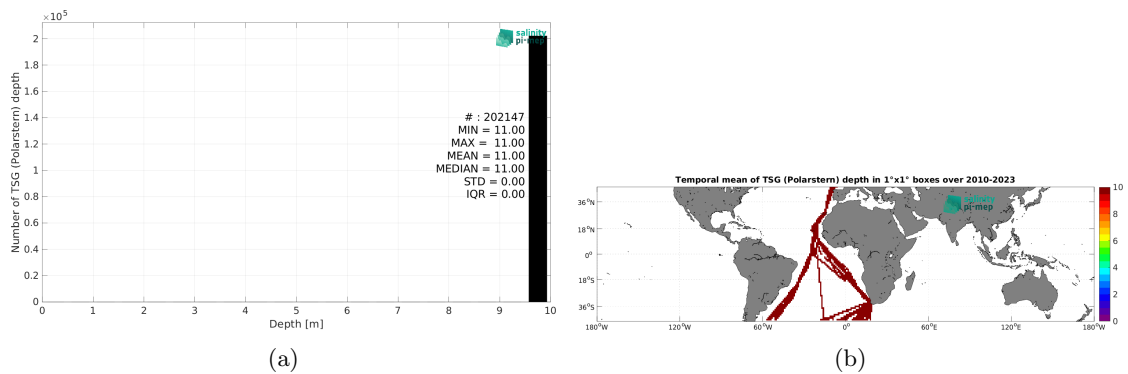 ×10⁵
2
1.8
1.6
1.4
1.2
1
0.8
0.6
0.4
0.2
0
Number of TSG (Polarstern) depth
salinity
pi-mep
# : 202147
MIN = 11.00
MAX = 11.00
MEAN = 11.00
MEDIAN = 11.00
STD = 0.00
IQR = 0.00
0 1 2 3 4 5 6 7 8 9 10
Depth [m]
(a)
Temporal mean of TSG (Polarstern) depth in 1°x1° boxes over 2010-2023
salinity
pi-mep
36°N
18°N
0°
18°S
36°S
180°W 120°W 60°W 0° 60°E 120°E 180°W
10
8
6
4
2
0
(b)